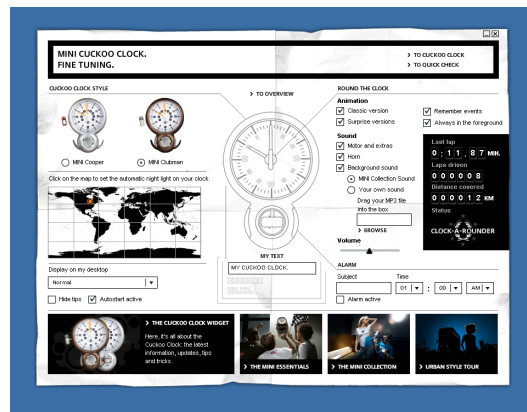 MINI CUCKOO CLOCK.
FINE TUNING.
TO CUCKOO CLOCK
TO QUICK CHECK
CUCKOO CLOCK STYLE
MINI Cooper
MINI Clubman
Click on the map to set the automatic night light on your clock.
Display on my desktop
Normal
Hide tips
Autostart active
TO OVERVIEW
MY TEXT
MY CUCKOO CLOCK.
ROUND THE CLOCK
Animation
Classic version
Surprise versions
Remember events
Always in the foreground
Sound
Motor and extras
Horn
Background sound
MINI Collection Sound
Your own sound
Drag your MP3 file
into the box
BROWSE
Volume
Last lap
0:11,87 MIN.
Laps driven
000008
Distance covered
000012 KM
Status
CLOCK-A-ROUNDER
ALARM
Subject
Time
01 : 00 AM
Alarm active
THE CUCKOO CLOCK WIDGET
Here, it's all about the
Cuckoo Clock: the latest
information, updates, tips
and tricks.
THE MINI ESSENTIALS
THE MINI COLLECTION
URBAN STYLE TOUR